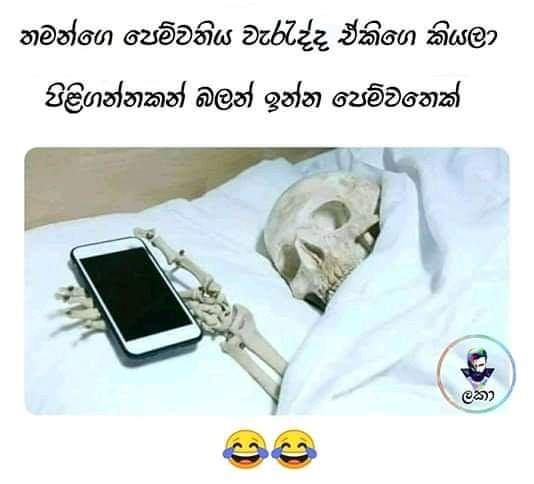 තමන්ගෙ පෙම්වතිය වැරැද්ද ඒකිගෙ කියලා
පිළිගන්නකන් බලන් ඉන්න පෙම්වතෙක්
ලකා